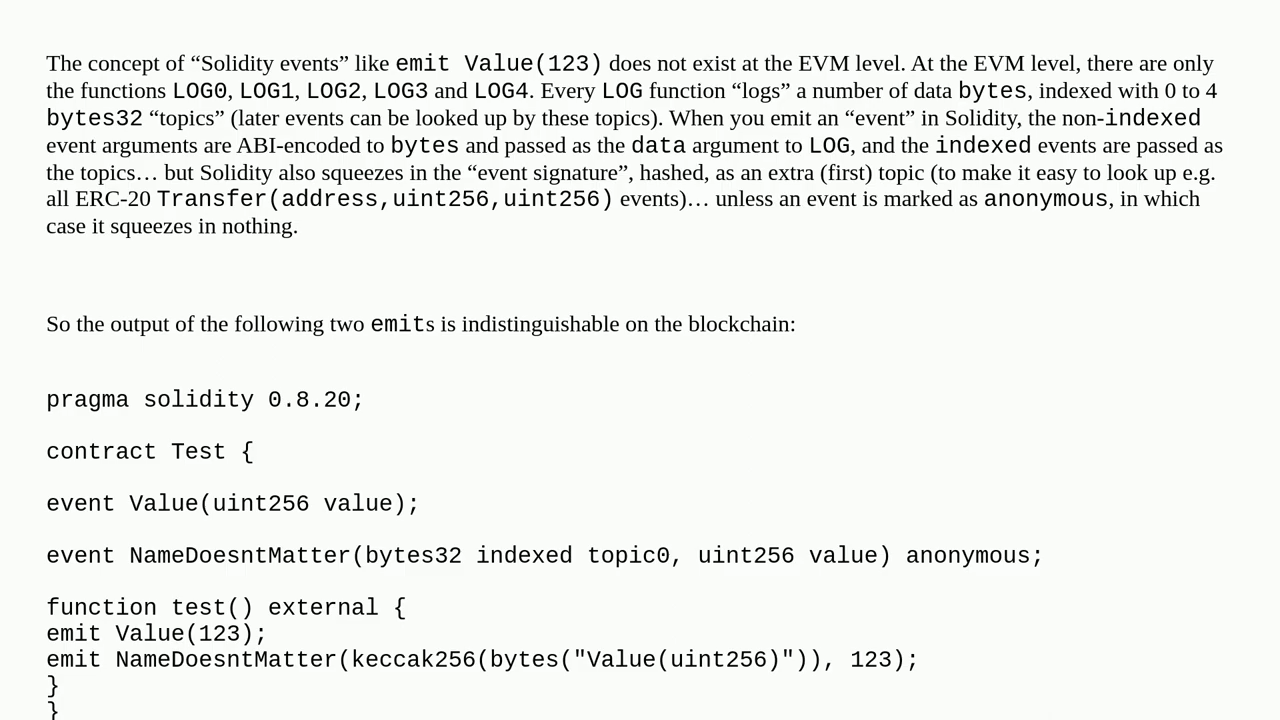 The concept of “Solidity events” like emit Value(123) does not exist at the EVM level. At the EVM level, there are only
the functions LOG0, LOG1, LOG2, LOG3 and LOG4. Every LOG function “logs” a number of data bytes, indexed with 0 to 4
bytes32 “topics” (later events can be looked up by these topics). When you emit an “event” in Solidity, the non-indexed
event arguments are ABI-encoded to bytes and passed as the data argument to LOG, and the indexed events are passed as
the topics… but Solidity also squeezes in the “event signature”, hashed, as an extra (first) topic (to make it easy to look up e.g.
all ERC-20 Transfer(address,uint256,uint256) events)… unless an event is marked as anonymous, in which
case it squeezes in nothing.
So the output of the following two emits is indistinguishable on the blockchain:
pragma solidity 0.8.20;
contract Test {
event Value(uint256 value);
event NameDoesntMatter(bytes32 indexed topic0, uint256 value) anonymous;
function test() external {
emit Value(123);
emit NameDoesntMatter(keccak256(bytes("Value(uint256)")), 123);
}
}